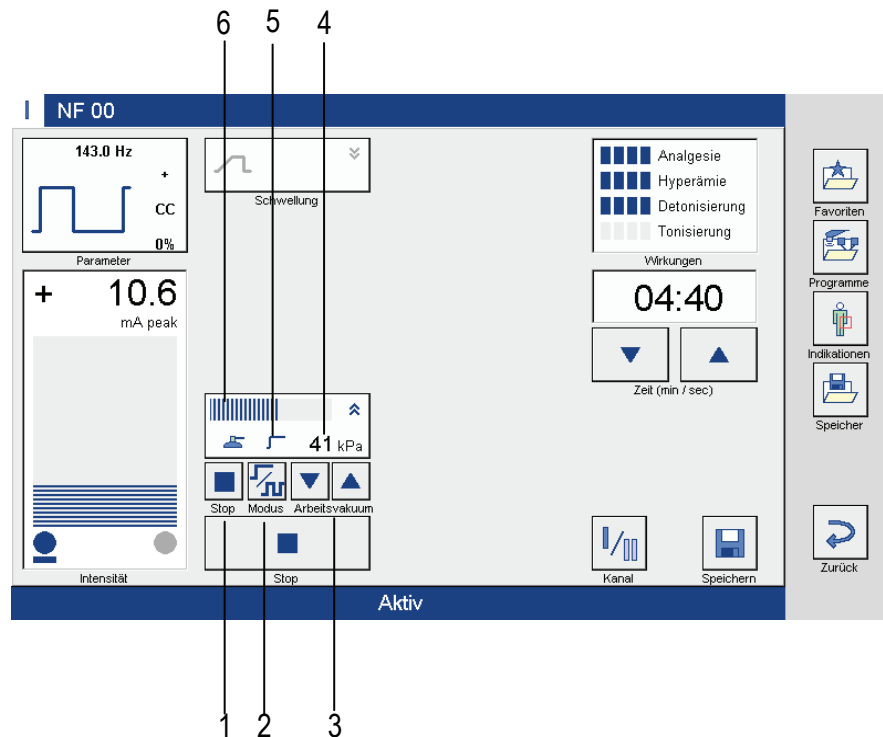 6 5 4
I NF 00
143.0 Hz
+
CC
0%
Parameter
Schwellung
Analgesie
Hyperämie
Detonisierung
Tonisierung
Wirkungen
+ 10.6
mA peak
Intensität
41 kPa
Stop Modus Arbeitsvakuum
Stop
04:40
Zeit (min / sec)
Kanal
Speichern
Favoriten
Programme
Indikationen
Speicher
Zurück
Aktiv
1 2 3